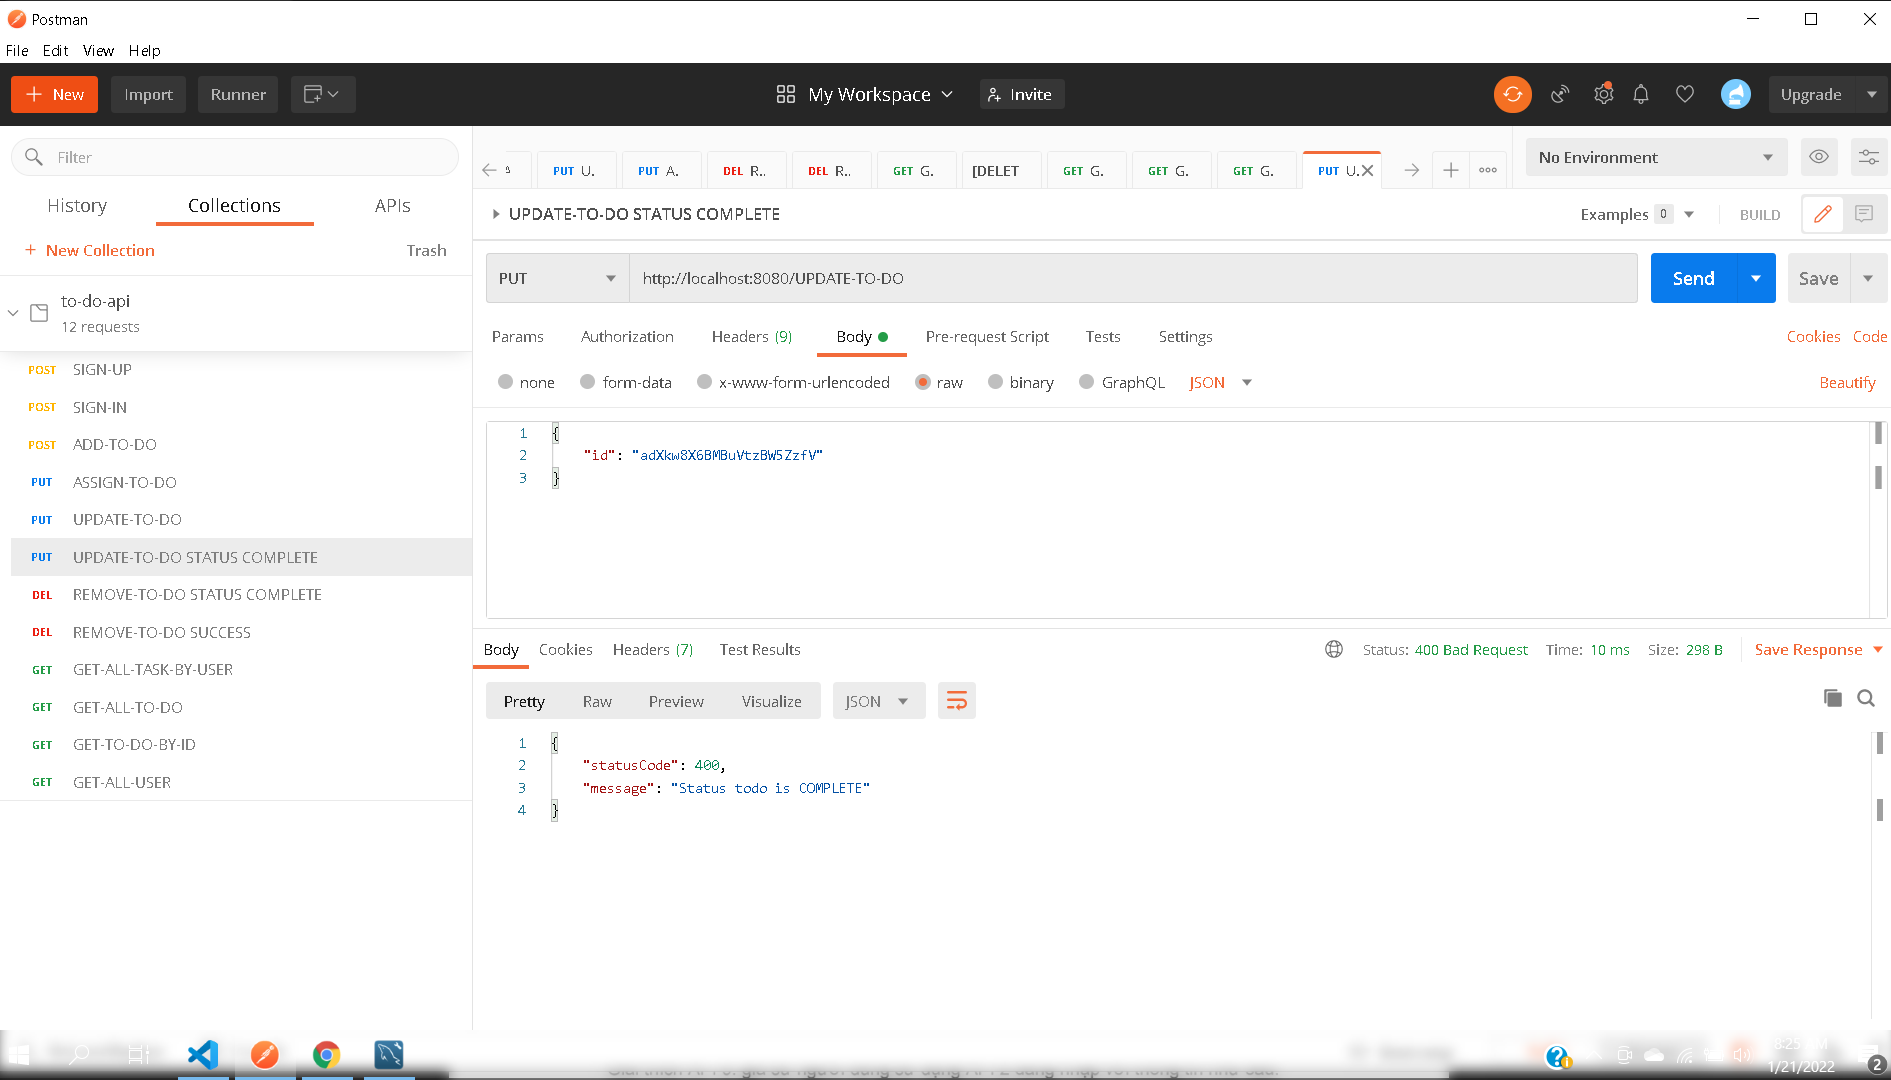 Postman
File Edit View Help
New Import Runner My Workspace Invite Upgrade
Filter
History Collections APIs
New Collection Trash
to-do-api
12 requests
POST SIGN-UP
POST SIGN-IN
POST ADD-TO-DO
PUT ASSIGN-TO-DO
PUT UPDATE-TO-DO
PUT UPDATE-TO-DO STATUS COMPLETE
DEL REMOVE-TO-DO STATUS COMPLETE
DEL REMOVE-TO-DO SUCCESS
GET GET-ALL-TASK-BY-USER
GET GET-ALL-TO-DO
GET GET-TO-DO-BY-ID
GET GET-ALL-USER
PUT U. PUT A. DEL R.. DEL R.. GET G. [DELET GET G. GET G. GET G. PUT U. No Environment
UPDATE-TO-DO STATUS COMPLETE Examples 0 BUILD
PUT http://localhost:8080/UPDATE-TO-DO Send Save
Params Authorization Headers (9) Body Pre-request Script Tests Settings Cookies Code
none form-data x-www-form-urlencoded raw binary GraphQL JSON Beautify
1 {
2 "id": "adXkw8X6BMBuVtzBW5ZzfV"
3 }
Body Cookies Headers (7) Test Results Status: 400 Bad Request Time: 10 ms Size: 298 B Save Response
Pretty Raw Preview Visualize JSON
1 {
2 "statusCode": 400,
3 "message": "Status todo is COMPLETE"
4 }
1/21/2022 2